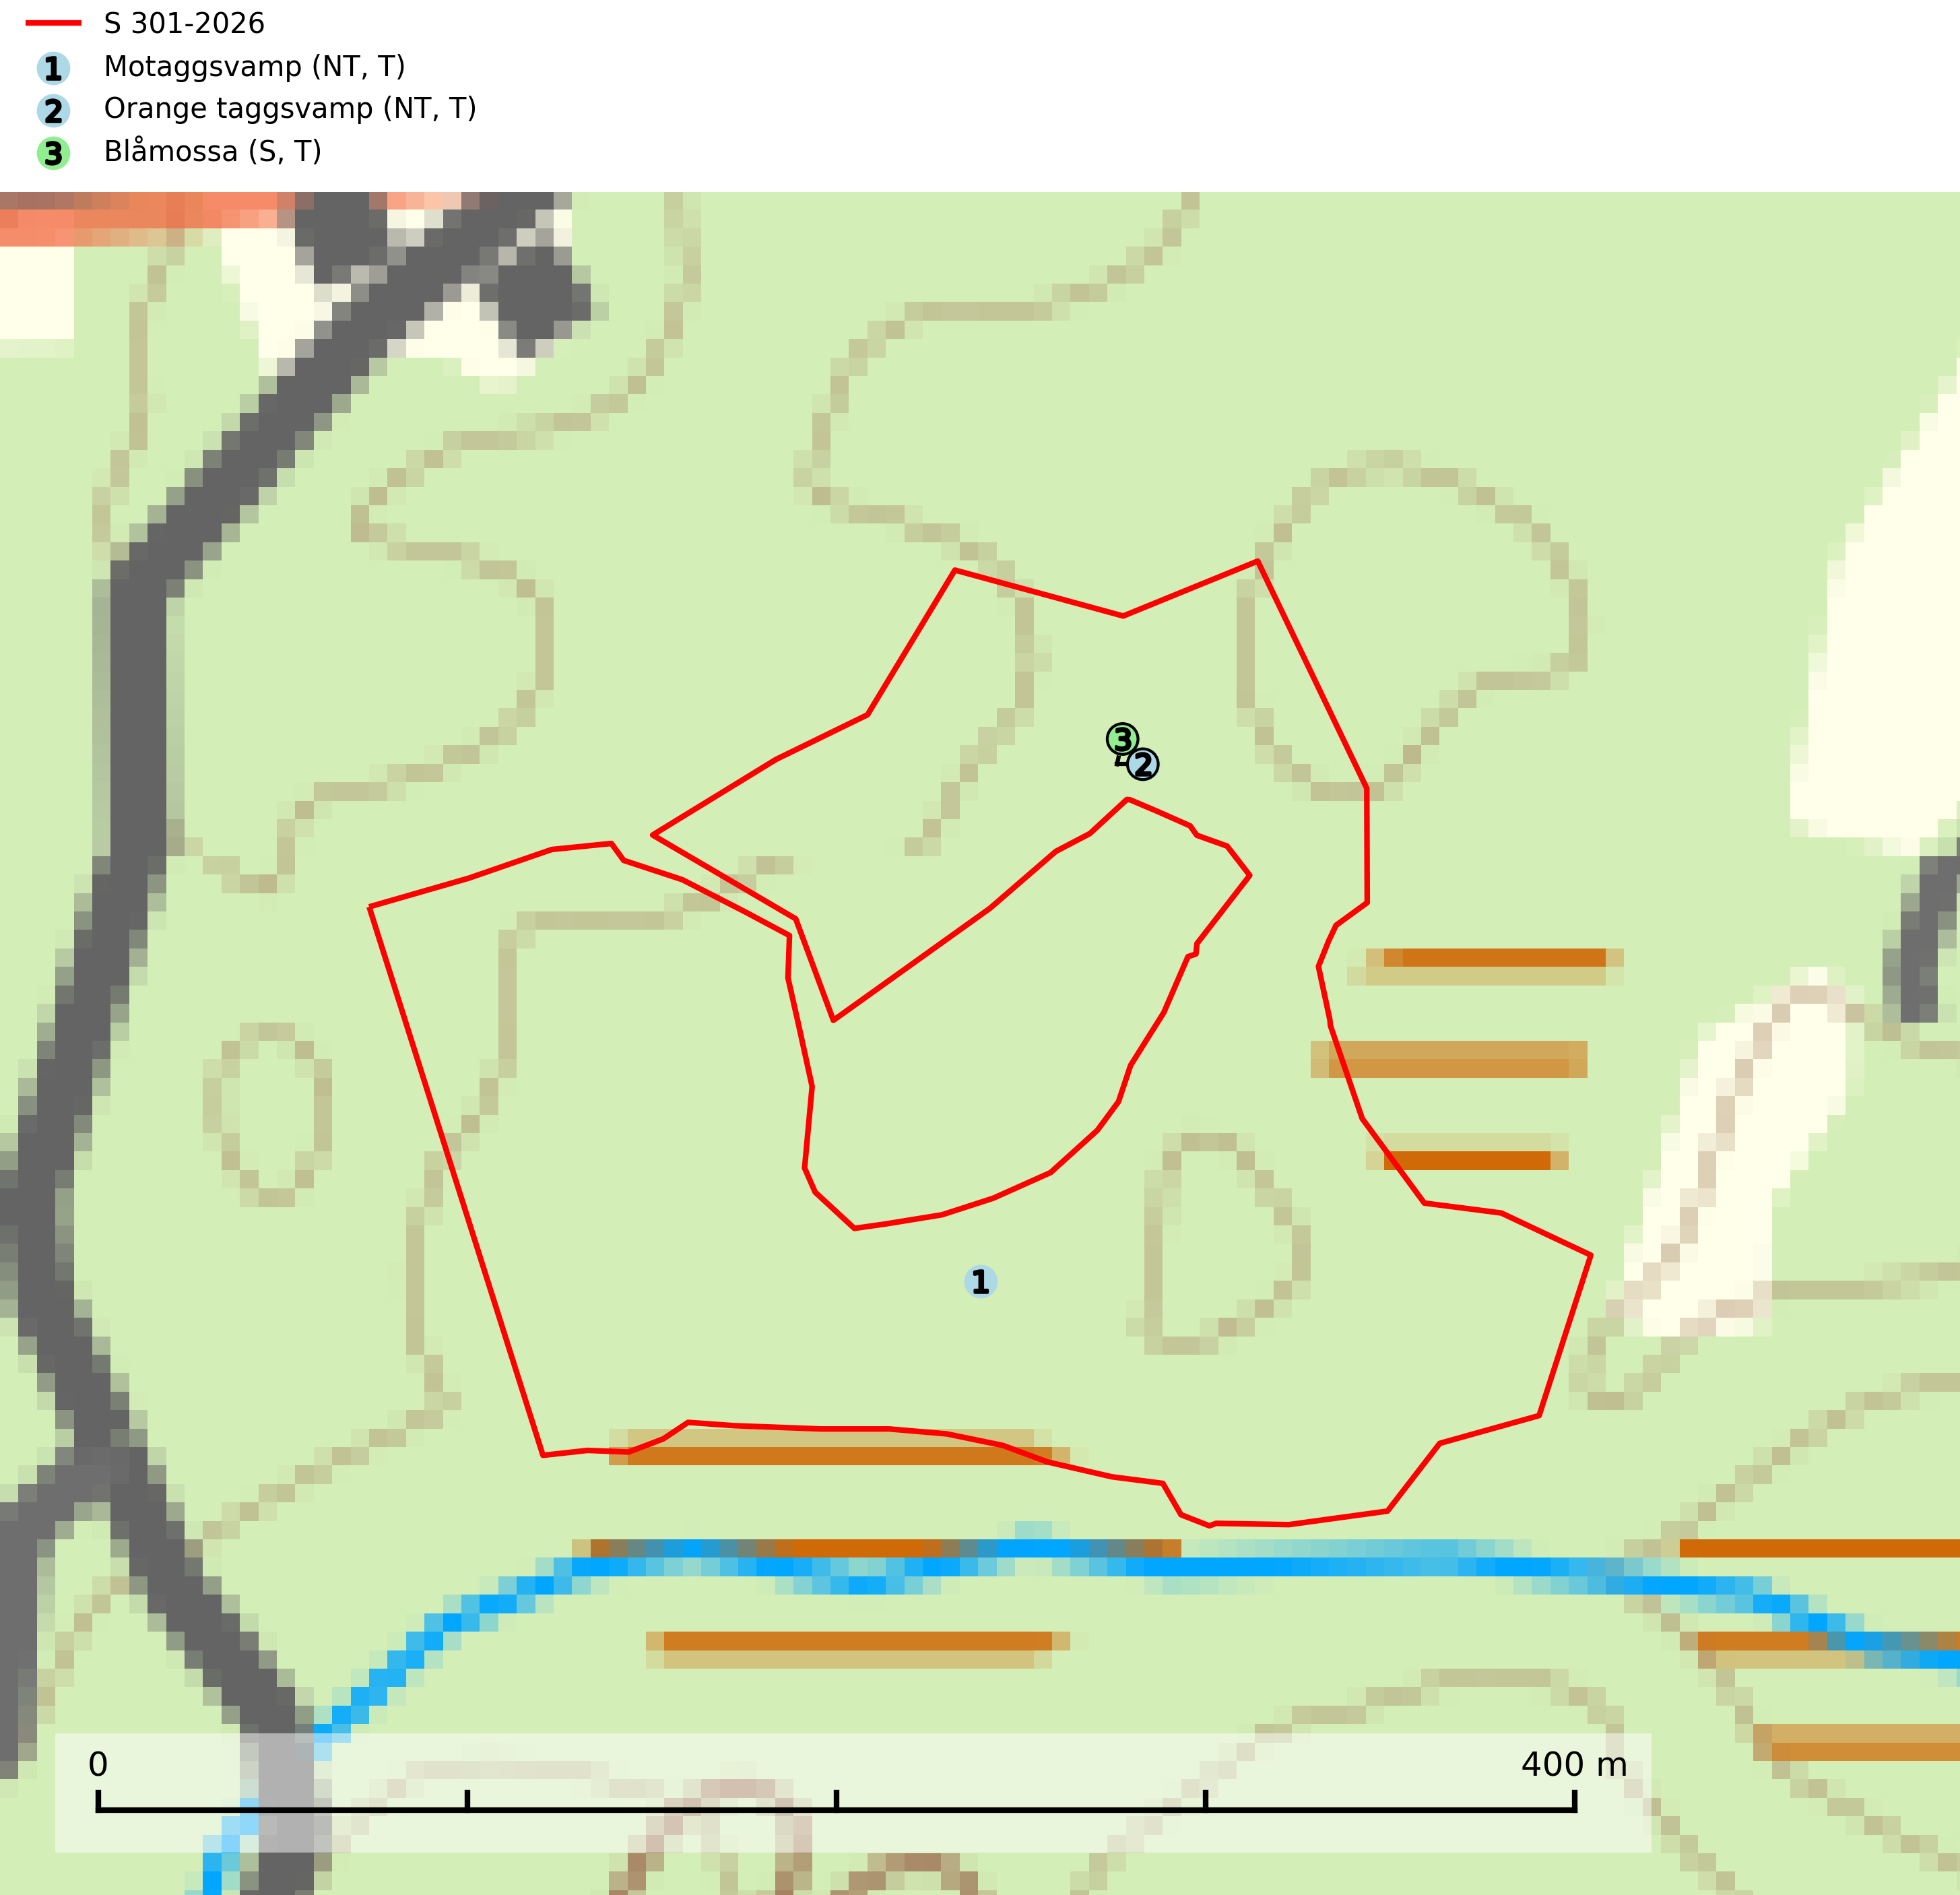 S 301-2026
1 Motaggsvamp (NT, T)
2 Orange taggsvamp (NT, T)
3 Blåmossa (S, T)
3
2
1
0 400 m